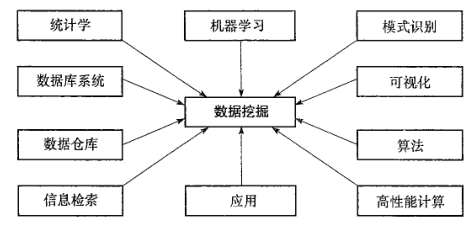 统计学
机器学习
模式识别
数据库系统
可视化
数据挖掘
数据仓库
算法
信息检索
应用
高性能计算